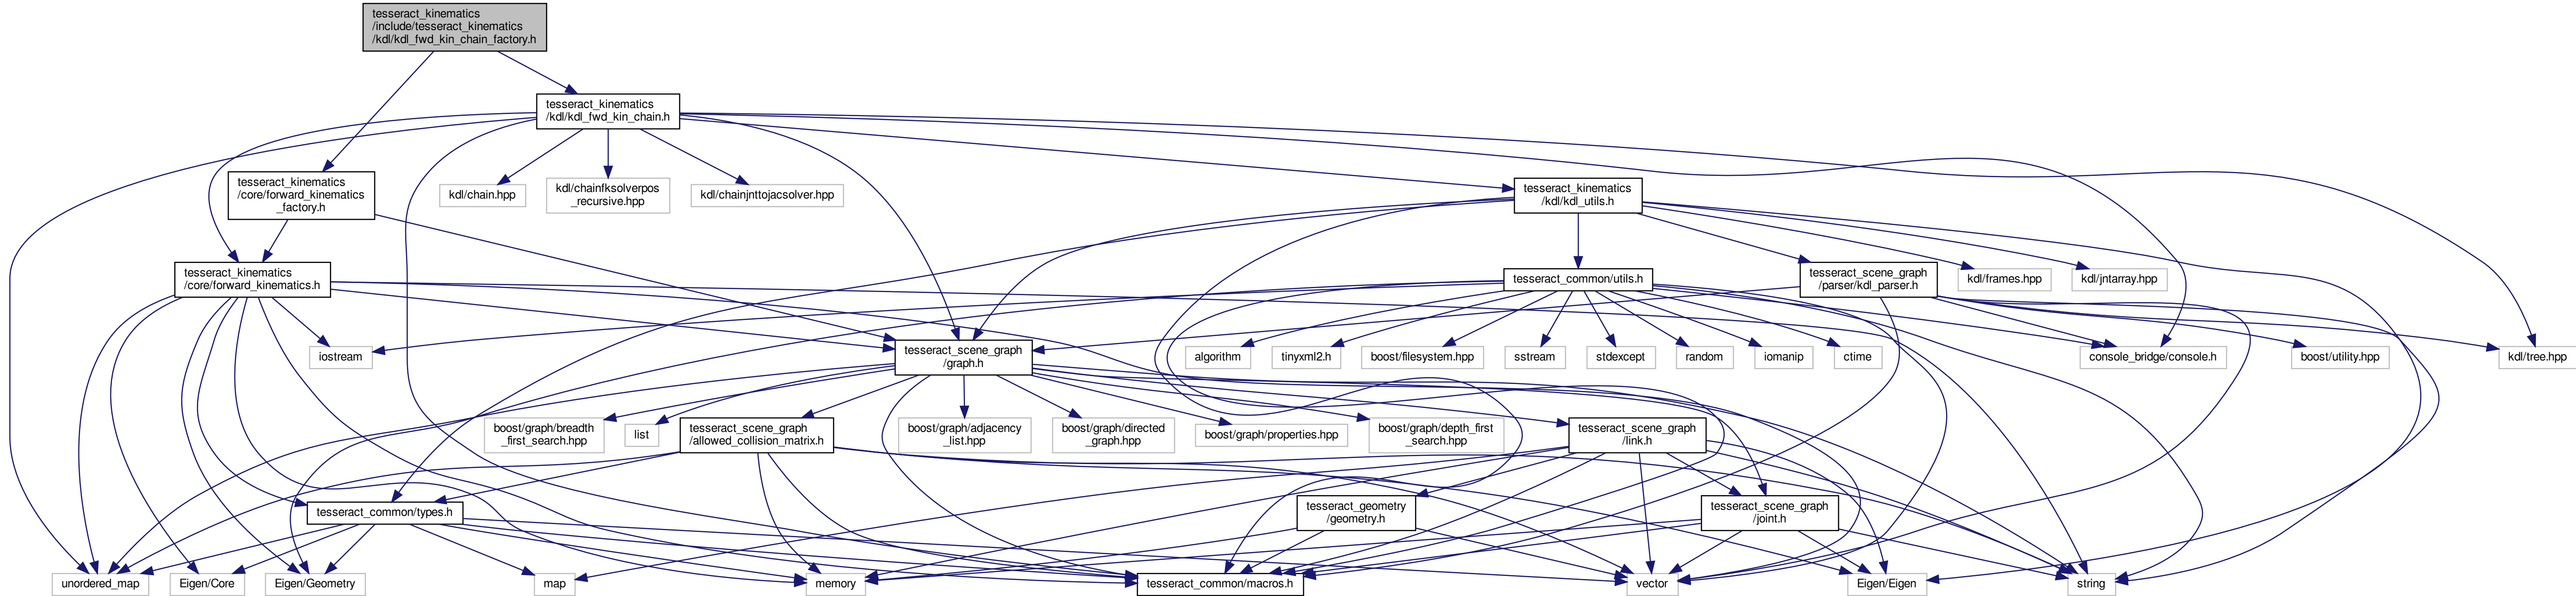 tesseract_kinematics
/include/tesseract_kinematics
/kdl/kdl_fwd_kin_chain_factory.h
tesseract_kinematics
/kdl/kdl_fwd_kin_chain.h
tesseract_kinematics
/core/forward_kinematics
_factory.h
kdl/chain.hpp
kdl/chainfksolverpos
_recursive.hpp
kdl/chainjnttojacsolver.hpp
tesseract_kinematics
/kdl/kdl_utils.h
tesseract_kinematics
/core/forward_kinematics.h
tesseract_common/utils.h
tesseract_scene_graph
/parser/kdl_parser.h
kdl/frames.hpp
kdl/jntarray.hpp
iostream
tesseract_scene_graph
/graph.h
algorithm
tinyxml2.h
boost/filesystem.hpp
sstream
stdexcept
random
iomanip
ctime
console_bridge/console.h
boost/utility.hpp
kdl/tree.hpp
boost/graph/breadth
_first_search.hpp
list
tesseract_scene_graph
/allowed_collision_matrix.h
boost/graph/adjacency
_list.hpp
boost/graph/directed
_graph.hpp
boost/graph/properties.hpp
boost/graph/depth_first
_search.hpp
tesseract_scene_graph
/link.h
tesseract_common/types.h
tesseract_geometry
/geometry.h
tesseract_scene_graph
/joint.h
unordered_map
Eigen/Core
Eigen/Geometry
map
memory
tesseract_common/macros.h
vector
Eigen/Eigen
string